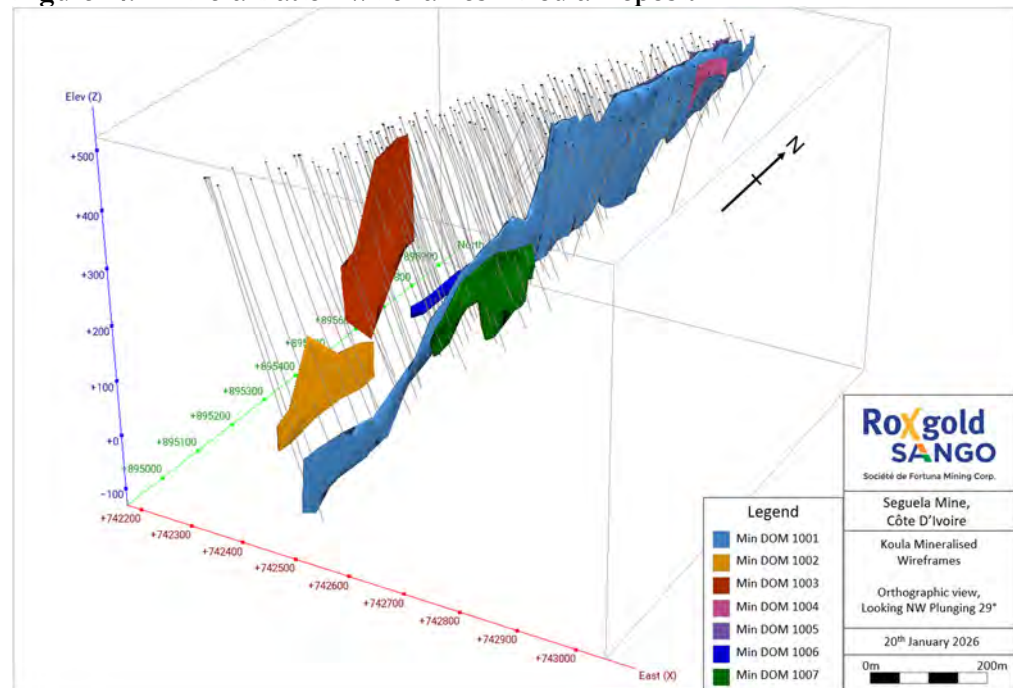 Elev (Z)
+500
+400
+300
+200
+100
+0
-100
+895000
+895100
+895200
+895300
+895400
+742200
+742300
+742400
+742500
+742600
+742700
+742800
+742900
+743000
East (X)
N
Roxgold
SANGO
Société de Fortuna Mining Corp.
Seguela Mine,
Côte D'Ivoire
Koula Mineralised
Wireframes
Orthographic view,
Looking NW Plunging 29°
20th January 2026
0m 200m
Legend
Min DOM 1001
Min DOM 1002
Min DOM 1003
Min DOM 1004
Min DOM 1005
Min DOM 1006
Min DOM 1007